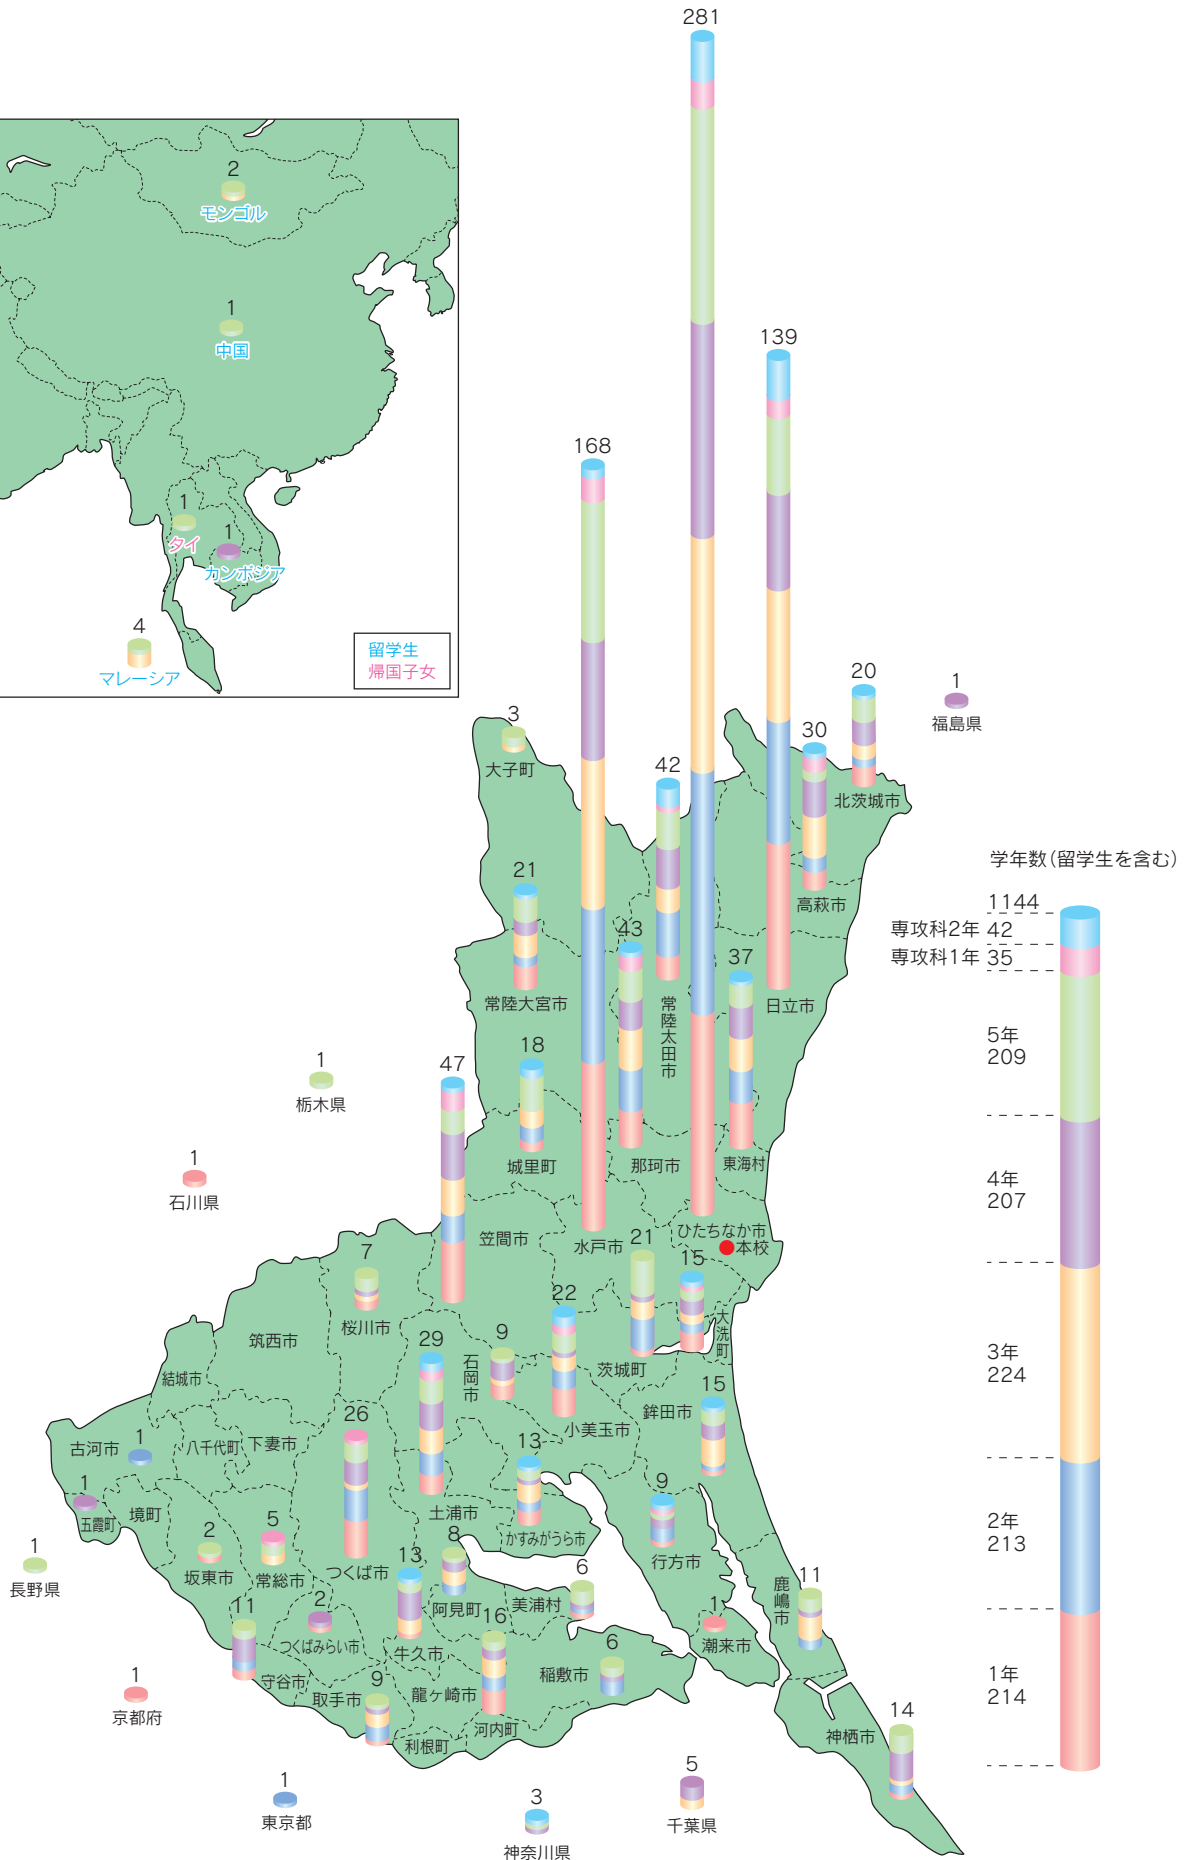 281
2
モンゴル
1
中国
139
168
1
タイ
1
カンボジア
4
マレーシア
留学生
帰国子女
20
北茨城市
1
福島県
3
大子町
30
高萩市
42
常陸太田市
学年数(留学生を含む)
1144
専攻科2年 42
専攻科1年 35
5年
209
4年
207
3年
224
2年
213
1年
214
21
常陸大宮市
43
那珂市
37
東海村
日立市
18
城里町
47
笠間市
1
栃木県
1
石川県
水戸市
ひたちなか市
本校
21
茨城町
15
大洗町
7
桜川市
筑西市
結城市
22
小美玉市
9
石岡市
29
土浦市
15
鉾田市
26
つくば市
下妻市
八千代町
1
古河市
1
五霞町
境町
13
かすみがうら市
9
行方市
2
坂東市
5
常総市
1
長野県
8
阿見町
13
牛久市
6
美浦村
11
鹿嶋市
1
潮来市
2
つくばみらい市
11
守谷市
16
龍ヶ崎市
6
稲敷市
9
取手市
河内町
利根町
1
京都府
14
神栖市
1
東京都
3
神奈川県
5
千葉県